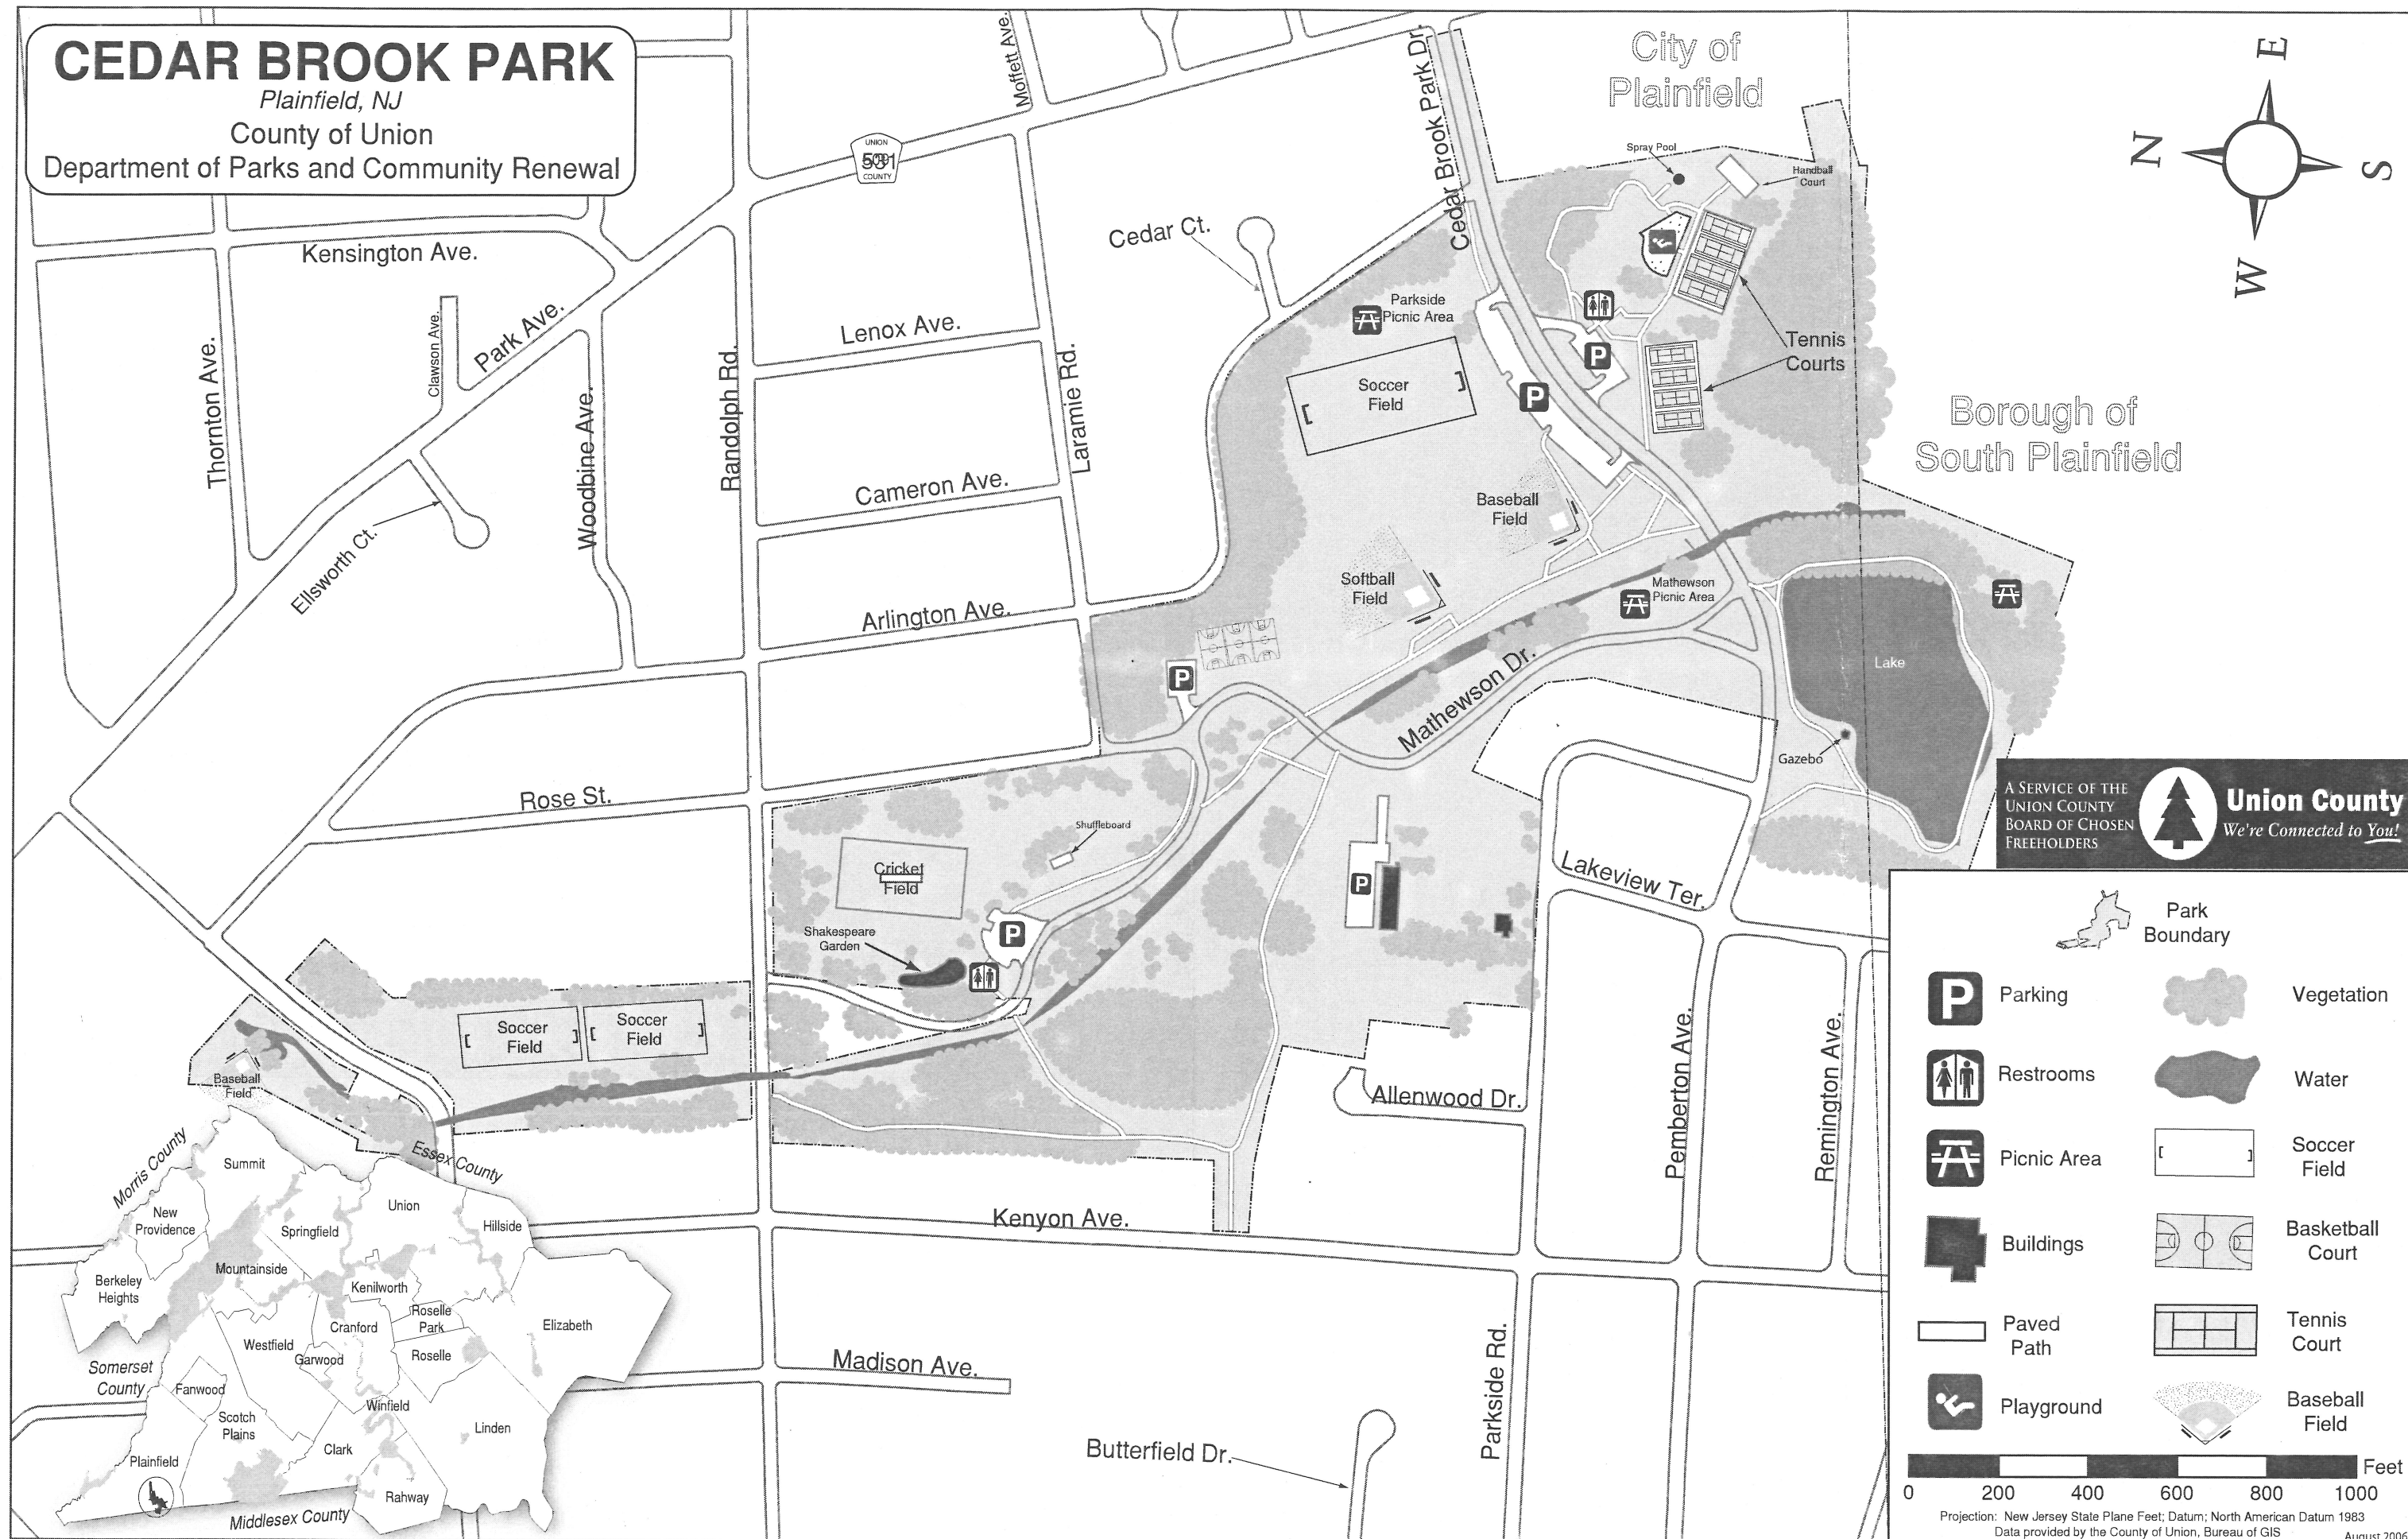 CEDAR BROOK PARK
Plainfield, NJ
County of Union
Department of Parks and Community Renewal
Moffett Ave.
UNION
COUNTY
Cedar Brook Park Dr.
City of
Plainfield
E
N
S
W
Spray Pool
Handball
Court
Kensington Ave.
Cedar Ct.
Cedar Brook Park Dr.
Clawson Ave.
Park Ave.
Thornton Ave.
Woodbine Ave.
Randolph Rd.
Lenox Ave.
Laramie Rd.
Parkside
Picnic Area
P
P
Tennis
Courts
Soccer
Field
Borough of
South Plainfield
Cameron Ave.
Baseball
Field
Ellsworth Ct.
Softball
Field
Mathewson
Picnic Area
Arlington Ave.
P
Lake
Mathewson Dr.
Gazebo
Rose St.
Shuffleboard
Cricket
Field
P
Lakeview Ter.
Shakespeare
Garden
P
Soccer
Field
Soccer
Field
Baseball
Field
Allenwood Dr.
Pemberton Ave.
Remington Ave.
Kenyon Ave.
Madison Ave.
Parkside Rd.
Butterfield Dr.
A SERVICE OF THE
UNION COUNTY
BOARD OF CHOSEN
FREEHOLDERS
Union County
We're Connected to You!
Park
Boundary
P
Parking
Vegetation
Restrooms
Water
Picnic Area
Soccer
Field
Buildings
Basketball
Court
Paved
Path
Tennis
Court
Playground
Baseball
Field
Feet
0 200 400 600 800 1000
Projection: New Jersey State Plane Feet; Datum; North American Datum 1983
Data provided by the County of Union, Bureau of GIS
Morris County
Essex County
Summit
New
Providence
Springfield
Union
Hillside
Berkeley
Heights
Mountainside
Kenilworth
Roselle
Park
Elizabeth
Cranford
Westfield
Garwood
Roselle
Somerset
County
Fanwood
Winfield
Scotch
Plains
Linden
Clark
Plainfield
Rahway
Middlesex County